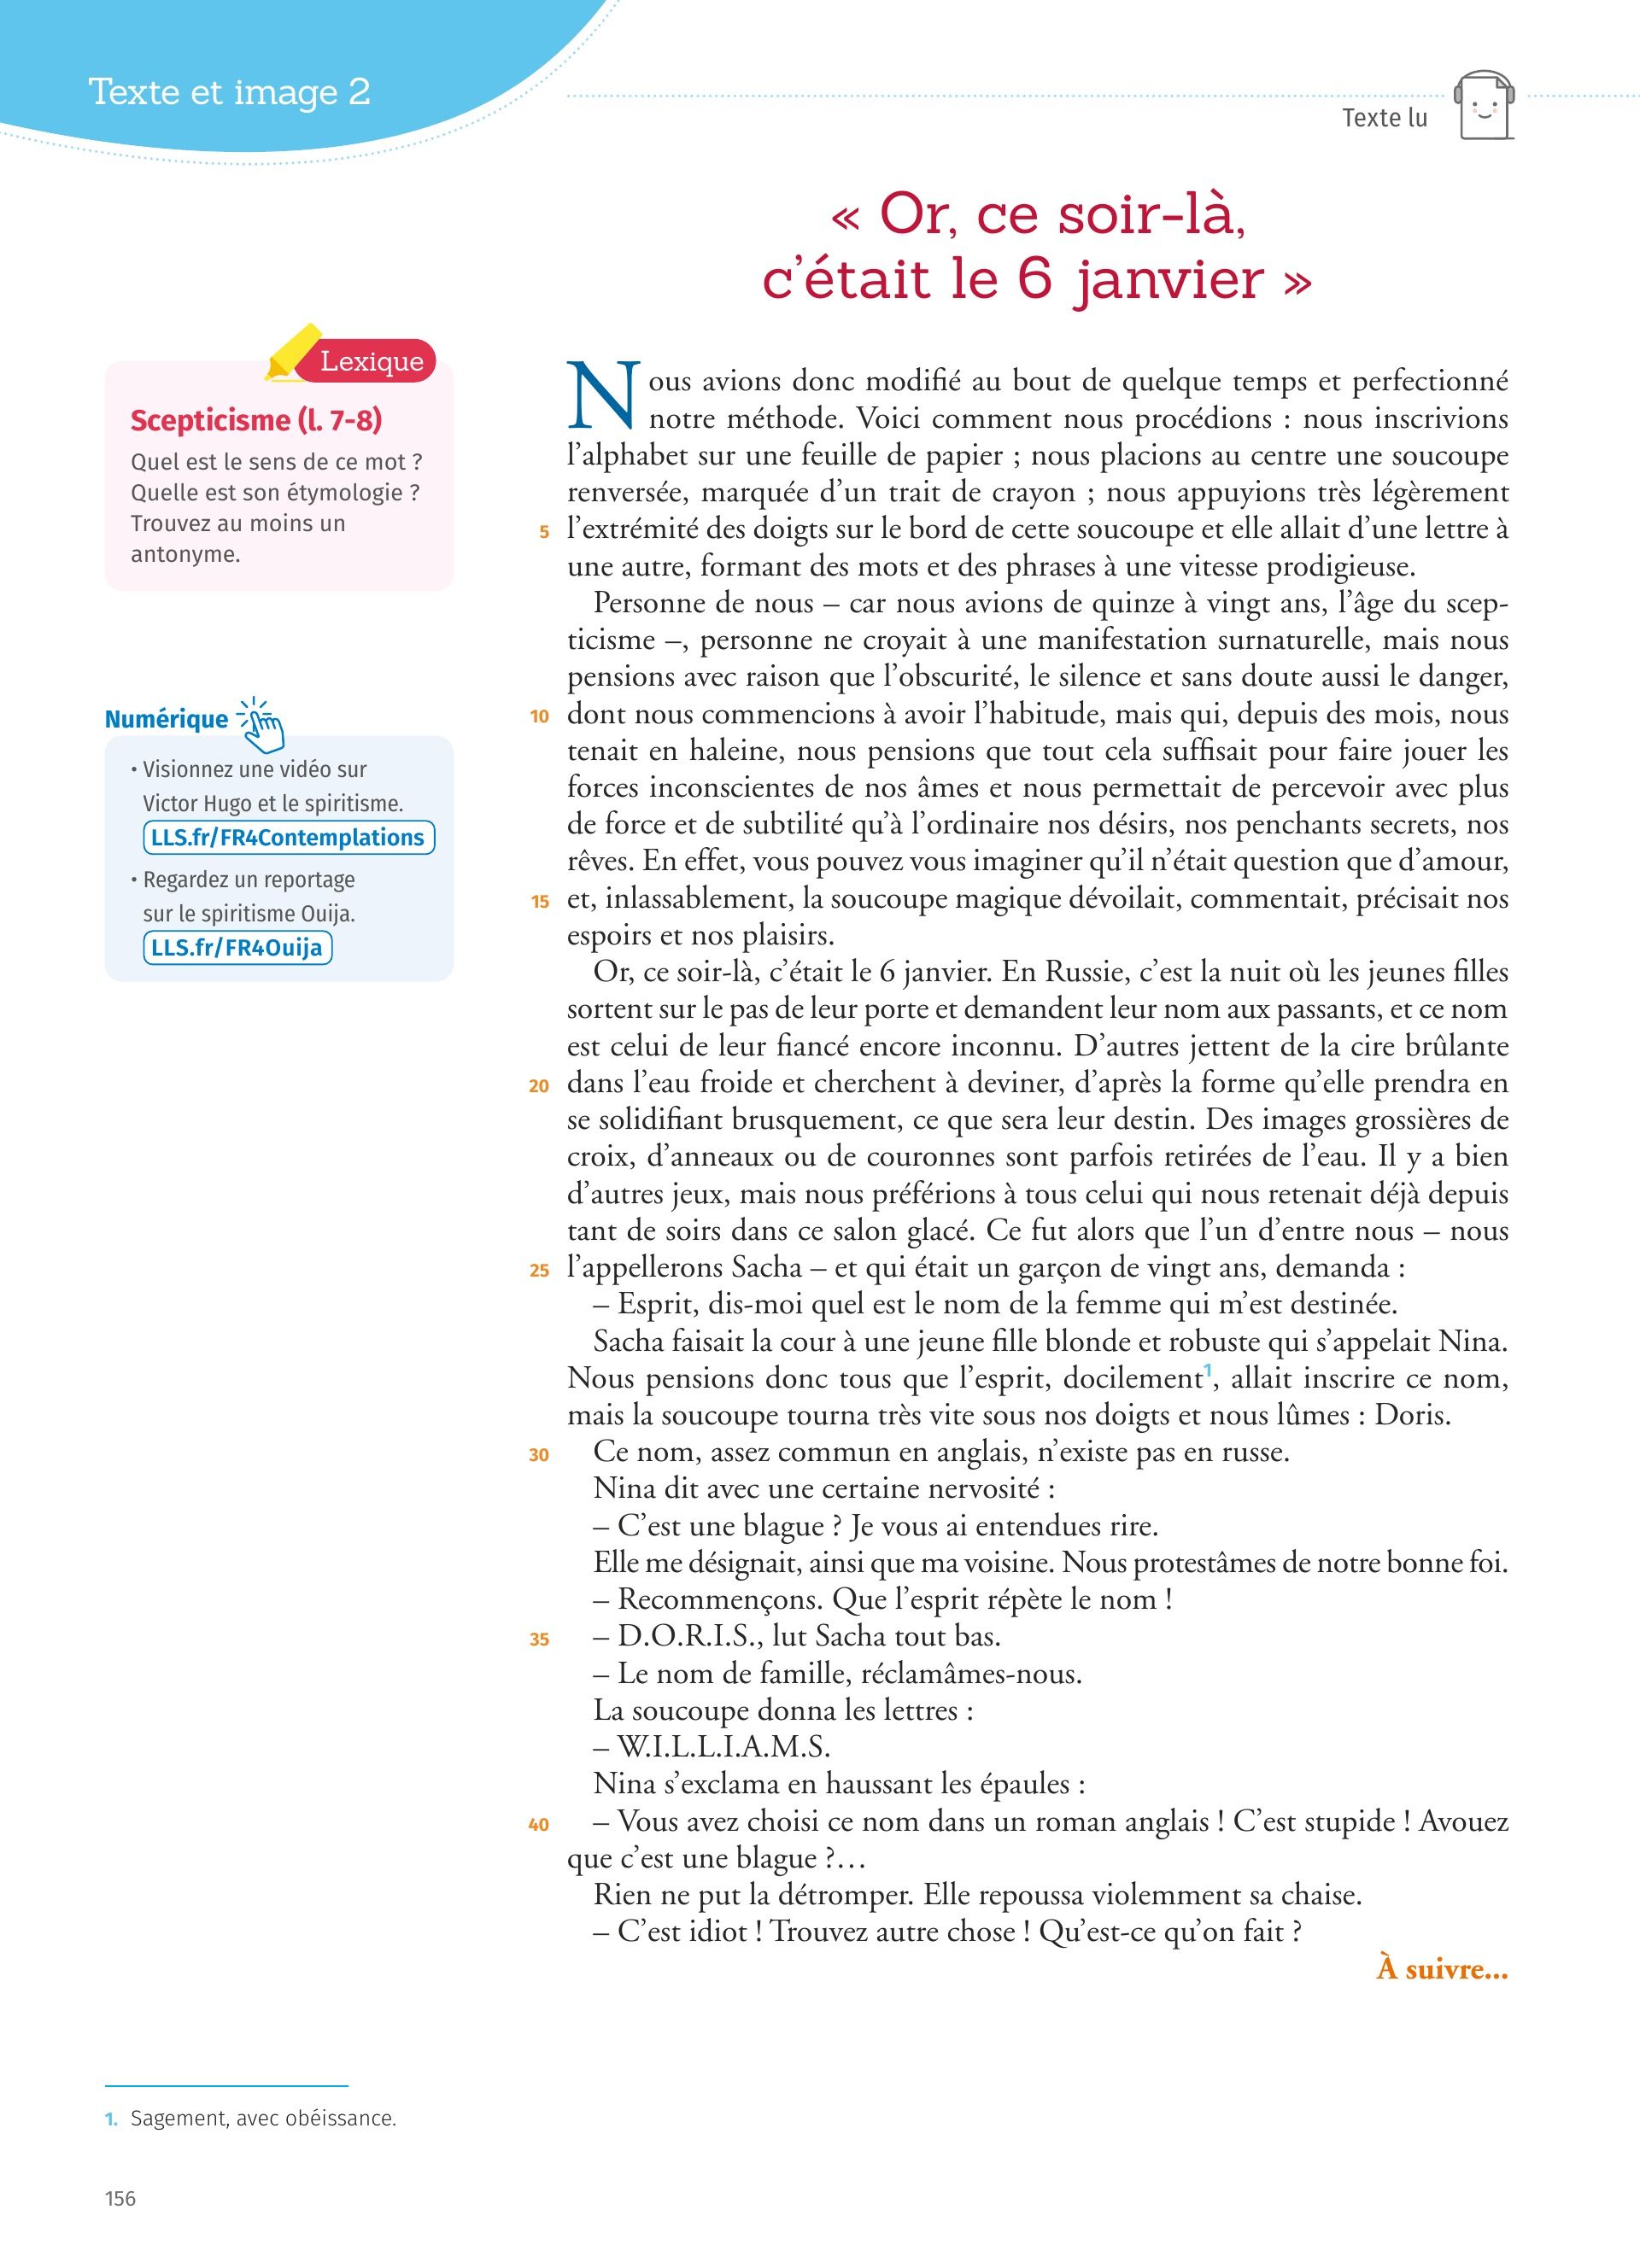 Texte et image 2
Texte lu
« Or, ce soir-là,
c’était le 6 janvier »
Lexique
Scepticisme (l. 7-8)
Quel est le sens de ce mot ?
Quelle est son étymologie ?
Trouvez au moins un
antonyme.
Numérique
• Visionnez une vidéo sur
Victor Hugo et le spiritisme.
LLS.fr/FR4Contemplations
• Regardez un reportage
sur le spiritisme Ouija.
LLS.fr/FR4Ouija
Nous avions donc modifié au bout de quelque temps et perfectionné
notre méthode. Voici comment nous procédions : nous inscrivions
l’alphabet sur une feuille de papier ; nous placions au centre une soucoupe
renversée, marquée d’un trait de crayon ; nous appuyions très légèrement
5 l’extrémité des doigts sur le bord de cette soucoupe et elle allait d’une lettre à
une autre, formant des mots et des phrases à une vitesse prodigieuse.
Personne de nous – car nous avions de quinze à vingt ans, l’âge du scep-
ticisme –, personne ne croyait à une manifestation surnaturelle, mais nous
pensions avec raison que l’obscurité, le silence et sans doute aussi le danger,
10 dont nous commencions à avoir l’habitude, mais qui, depuis des mois, nous
tenait en haleine, nous pensions que tout cela suffisait pour faire jouer les
forces inconscientes de nos âmes et nous permettait de percevoir avec plus
de force et de subtilité qu’à l’ordinaire nos désirs, nos penchants secrets, nos
rêves. En effet, vous pouvez vous imaginer qu’il n’était question que d’amour,
15 et, inlassablement, la soucoupe magique dévoilait, commentait, précisait nos
espoirs et nos plaisirs.
Or, ce soir-là, c’était le 6 janvier. En Russie, c’est la nuit où les jeunes filles
sortent sur le pas de leur porte et demandent leur nom aux passants, et ce nom
est celui de leur fiancé encore inconnu. D’autres jettent de la cire brûlante
20 dans l’eau froide et cherchent à deviner, d’après la forme qu’elle prendra en
se solidifiant brusquement, ce que sera leur destin. Des images grossières de
croix, d’anneaux ou de couronnes sont parfois retirées de l’eau. Il y a bien
d’autres jeux, mais nous préférions à tous celui qui nous retenait déjà depuis
tant de soirs dans ce salon glacé. Ce fut alors que l’un d’entre nous – nous
25 l’appellerons Sacha – et qui était un garçon de vingt ans, demanda :
– Esprit, dis-moi quel est le nom de la femme qui m’est destinée.
Sacha faisait la cour à une jeune fille blonde et robuste qui s’appelait Nina.
Nous pensions donc tous que l’esprit, docilement1, allait inscrire ce nom,
mais la soucoupe tourna très vite sous nos doigts et nous lûmes : Doris.
30 Ce nom, assez commun en anglais, n’existe pas en russe.
Nina dit avec une certaine nervosité :
– C’est une blague ? Je vous ai entendues rire.
Elle me désignait, ainsi que ma voisine. Nous protestâmes de notre bonne foi.
– Recommençons. Que l’esprit répète le nom !
35 – D.O.R.I.S., lut Sacha tout bas.
– Le nom de famille, réclamâmes-nous.
La soucoupe donna les lettres :
– W.I.L.L.I.A.M.S.
Nina s’exclama en haussant les épaules :
40 – Vous avez choisi ce nom dans un roman anglais ! C’est stupide ! Avouez
que c’est une blague ?…
Rien ne put la détromper. Elle repoussa violemment sa chaise.
– C’est idiot ! Trouvez autre chose ! Qu’est-ce qu’on fait ?
À suivre…
1. Sagement, avec obéissance.
156